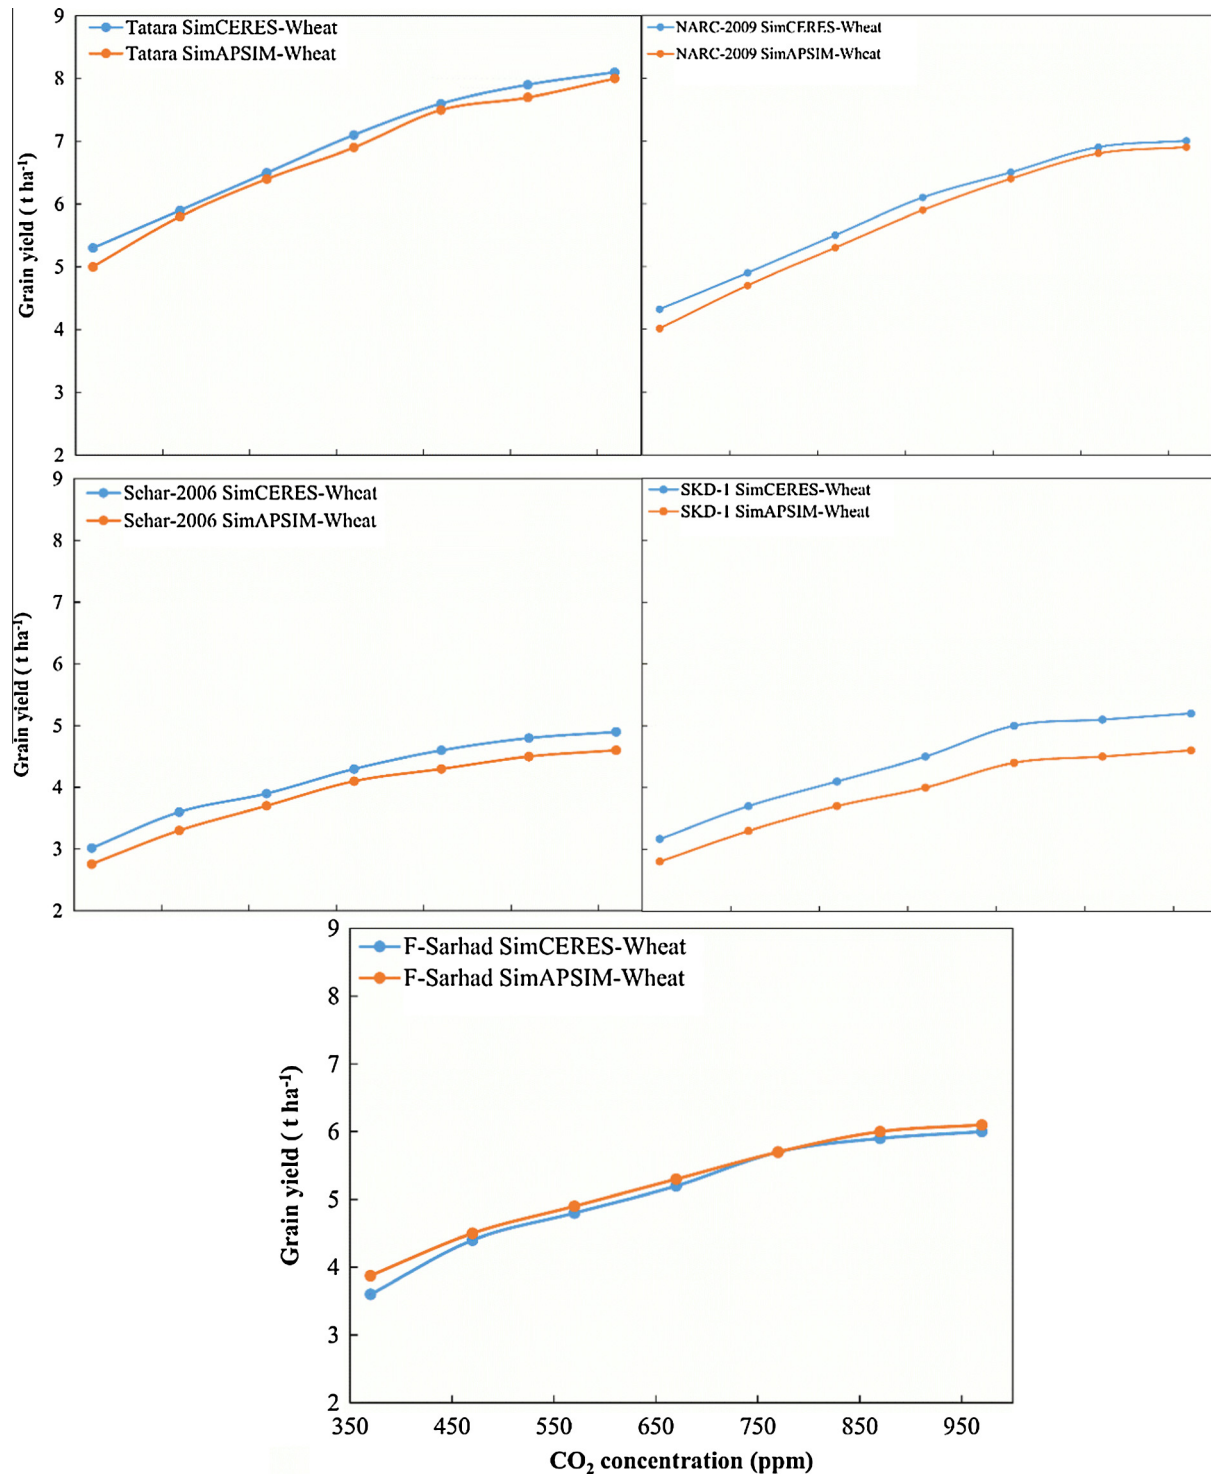 Tatara SimCERES-Wheat
Tatara SimAPSIM-Wheat
9
8
7
6
5
4
3
2
Grain yield ( t ha⁻¹)
NARC-2009 SimCERES-Wheat
NARC-2009 SimAPSIM-Wheat
Schar-2006 SimCERES-Wheat
Schar-2006 SimAPSIM-Wheat
9
8
7
6
5
4
3
2
Grain yield ( t ha⁻¹)
SKD-1 SimCERES-Wheat
SKD-1 SimAPSIM-Wheat
F-Sarhad SimCERES-Wheat
F-Sarhad SimAPSIM-Wheat
9
8
7
6
5
4
3
2
Grain yield ( t ha⁻¹)
350 450 550 650 750 850 950
CO₂ concentration (ppm)